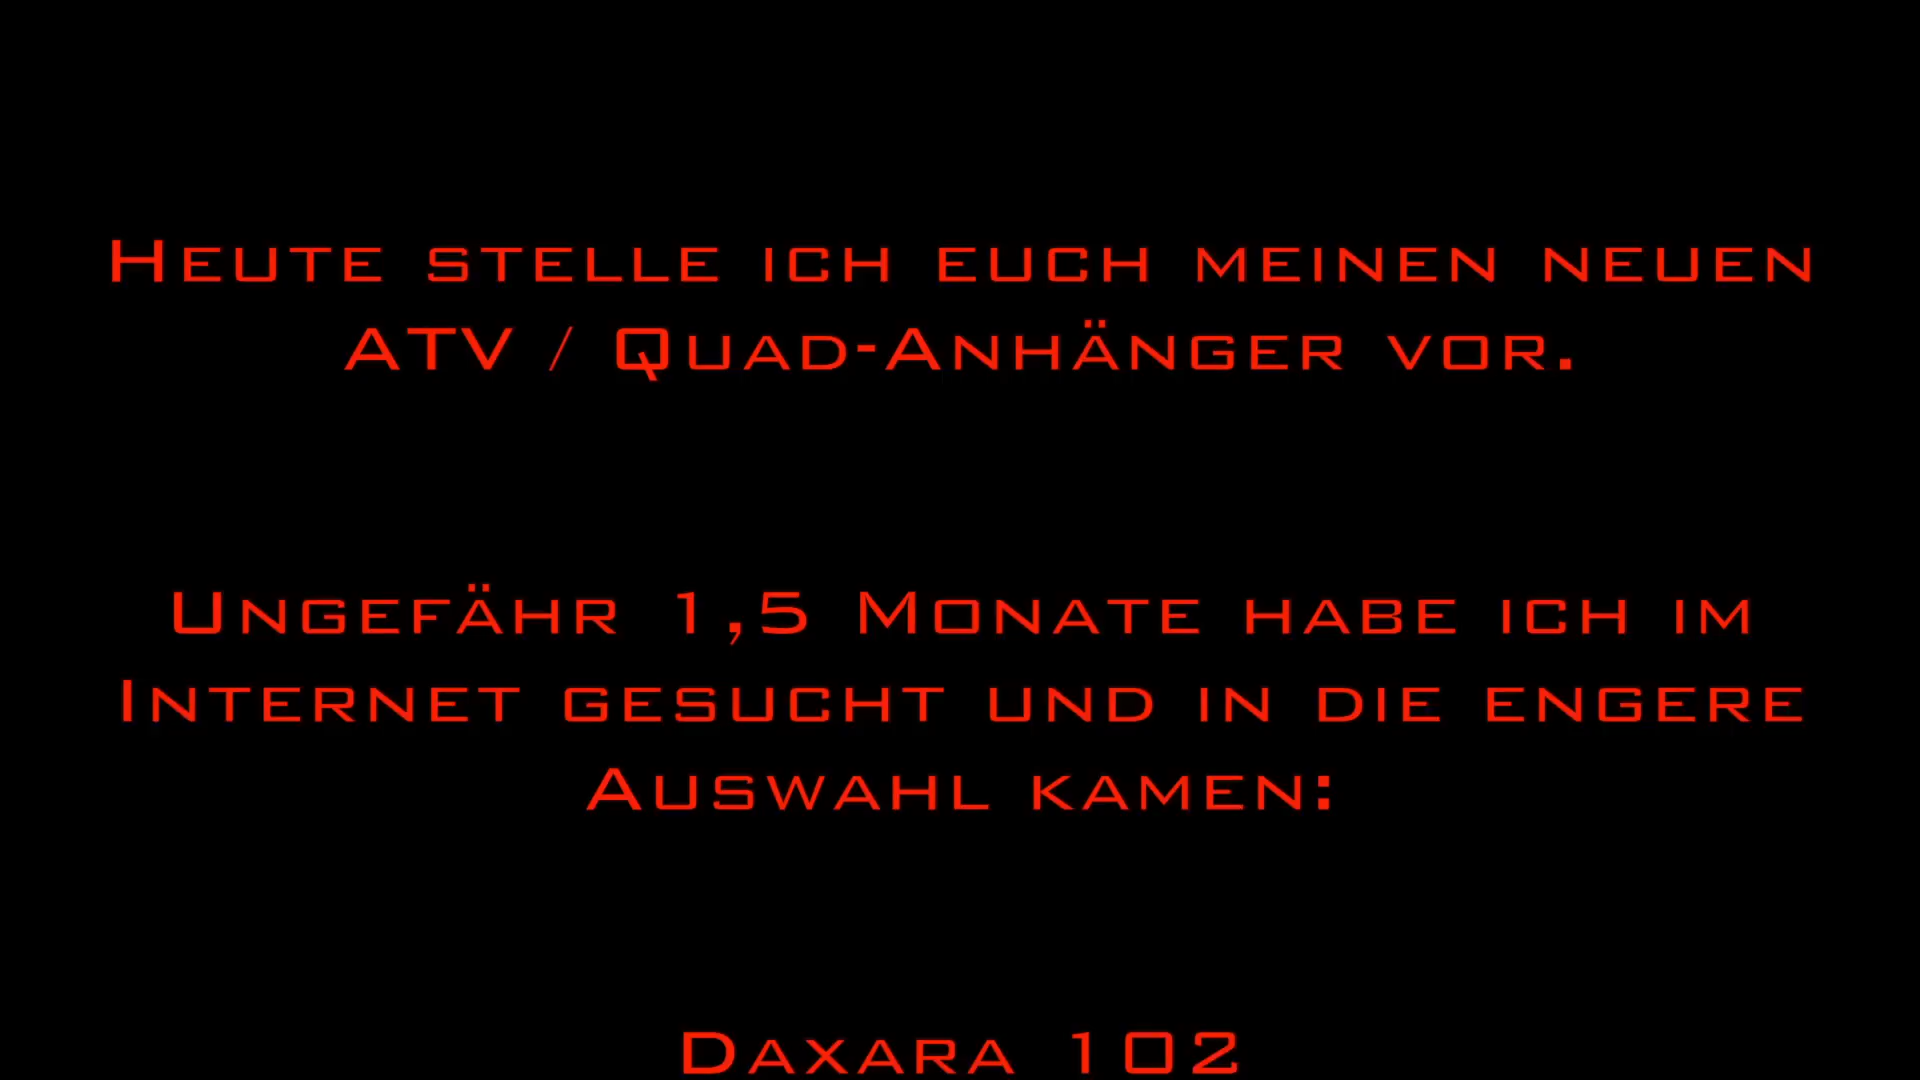 Heute stelle ich euch meinen neuen
ATV / Quad-Anhänger vor.
Ungefähr 1,5 Monate habe ich im
Internet gesucht und in die engere
Auswahl kamen:
Daxara 102